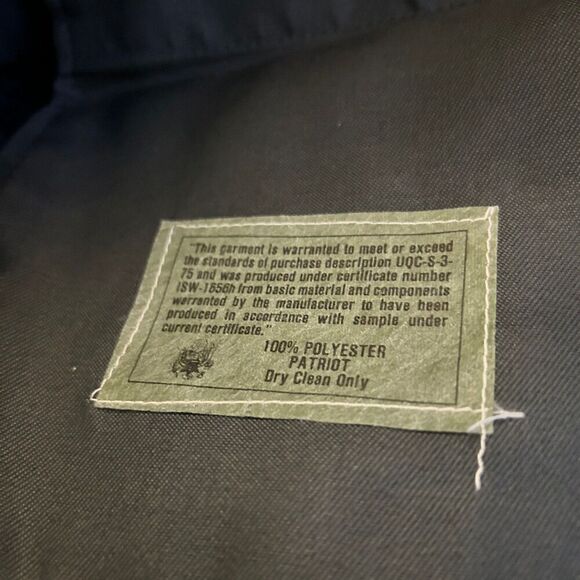 "This garment is warranted to meet or exceed
the standards of purchase description UQC-S-3-
75 and was produced under certificate number
ISW-1656h from basic material and components
warranted by the manufacturer to have been
produced in accordance with sample under
current certificate."
100% POLYESTER
PATRIOT
Dry Clean Only